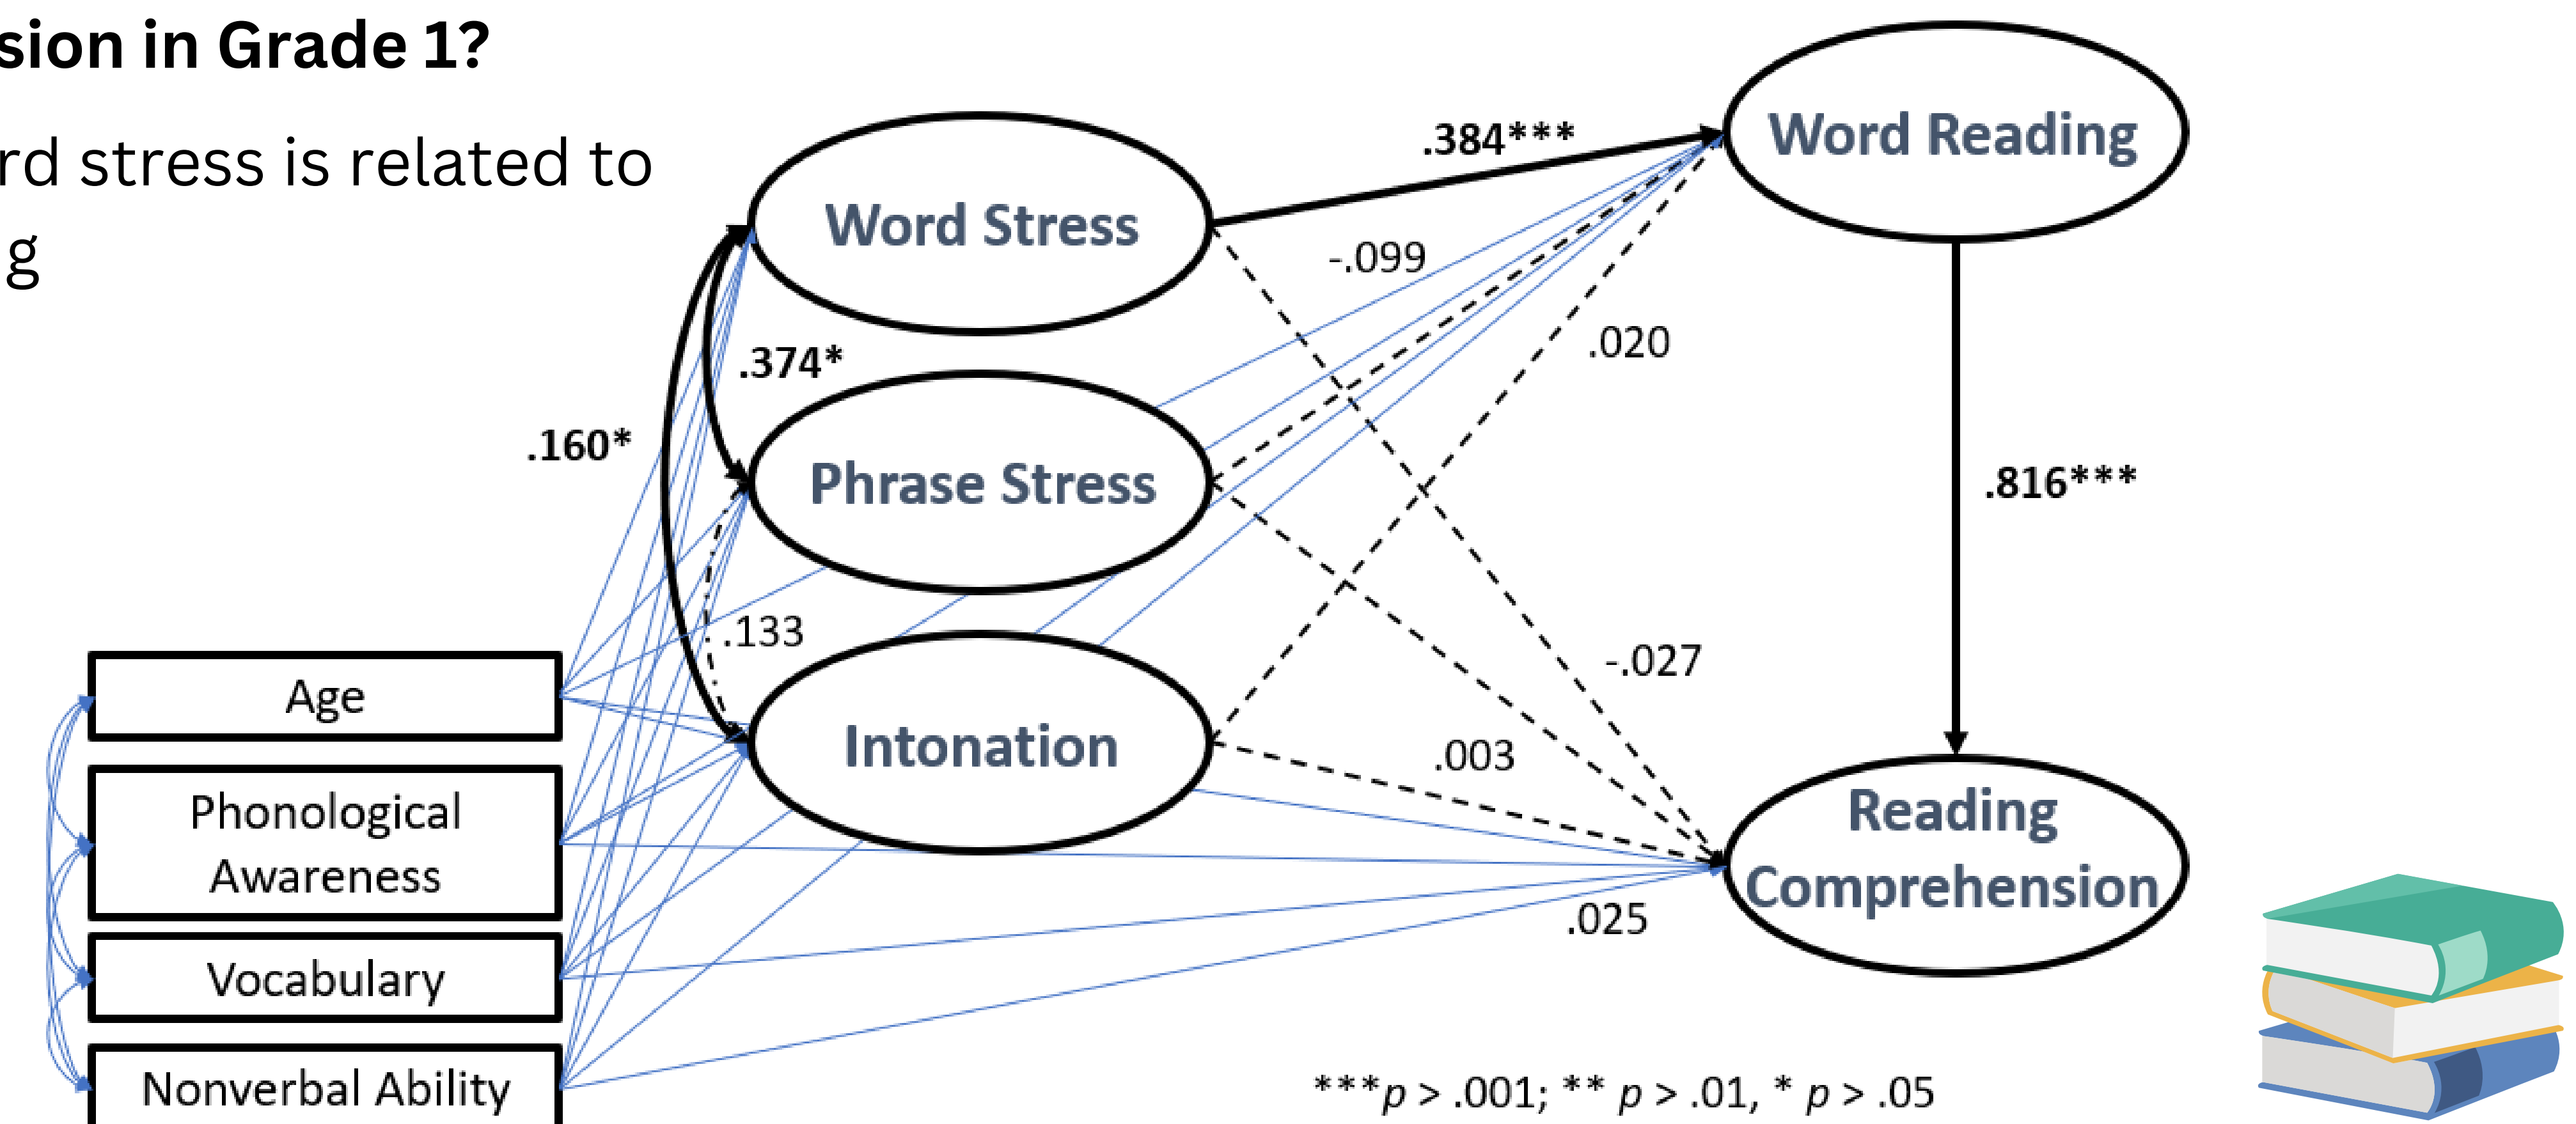 sion in Grade 1?
rd stress is related to
g
Word Stress
Phrase Stress
Intonation
Word Reading
Reading
Comprehension
.384***
-.099
.020
.374*
.160*
.133
.816***
-.027
.003
.025
Age
Phonological
Awareness
Vocabulary
Nonverbal Ability
***p > .001; ** p > .01, * p > .05